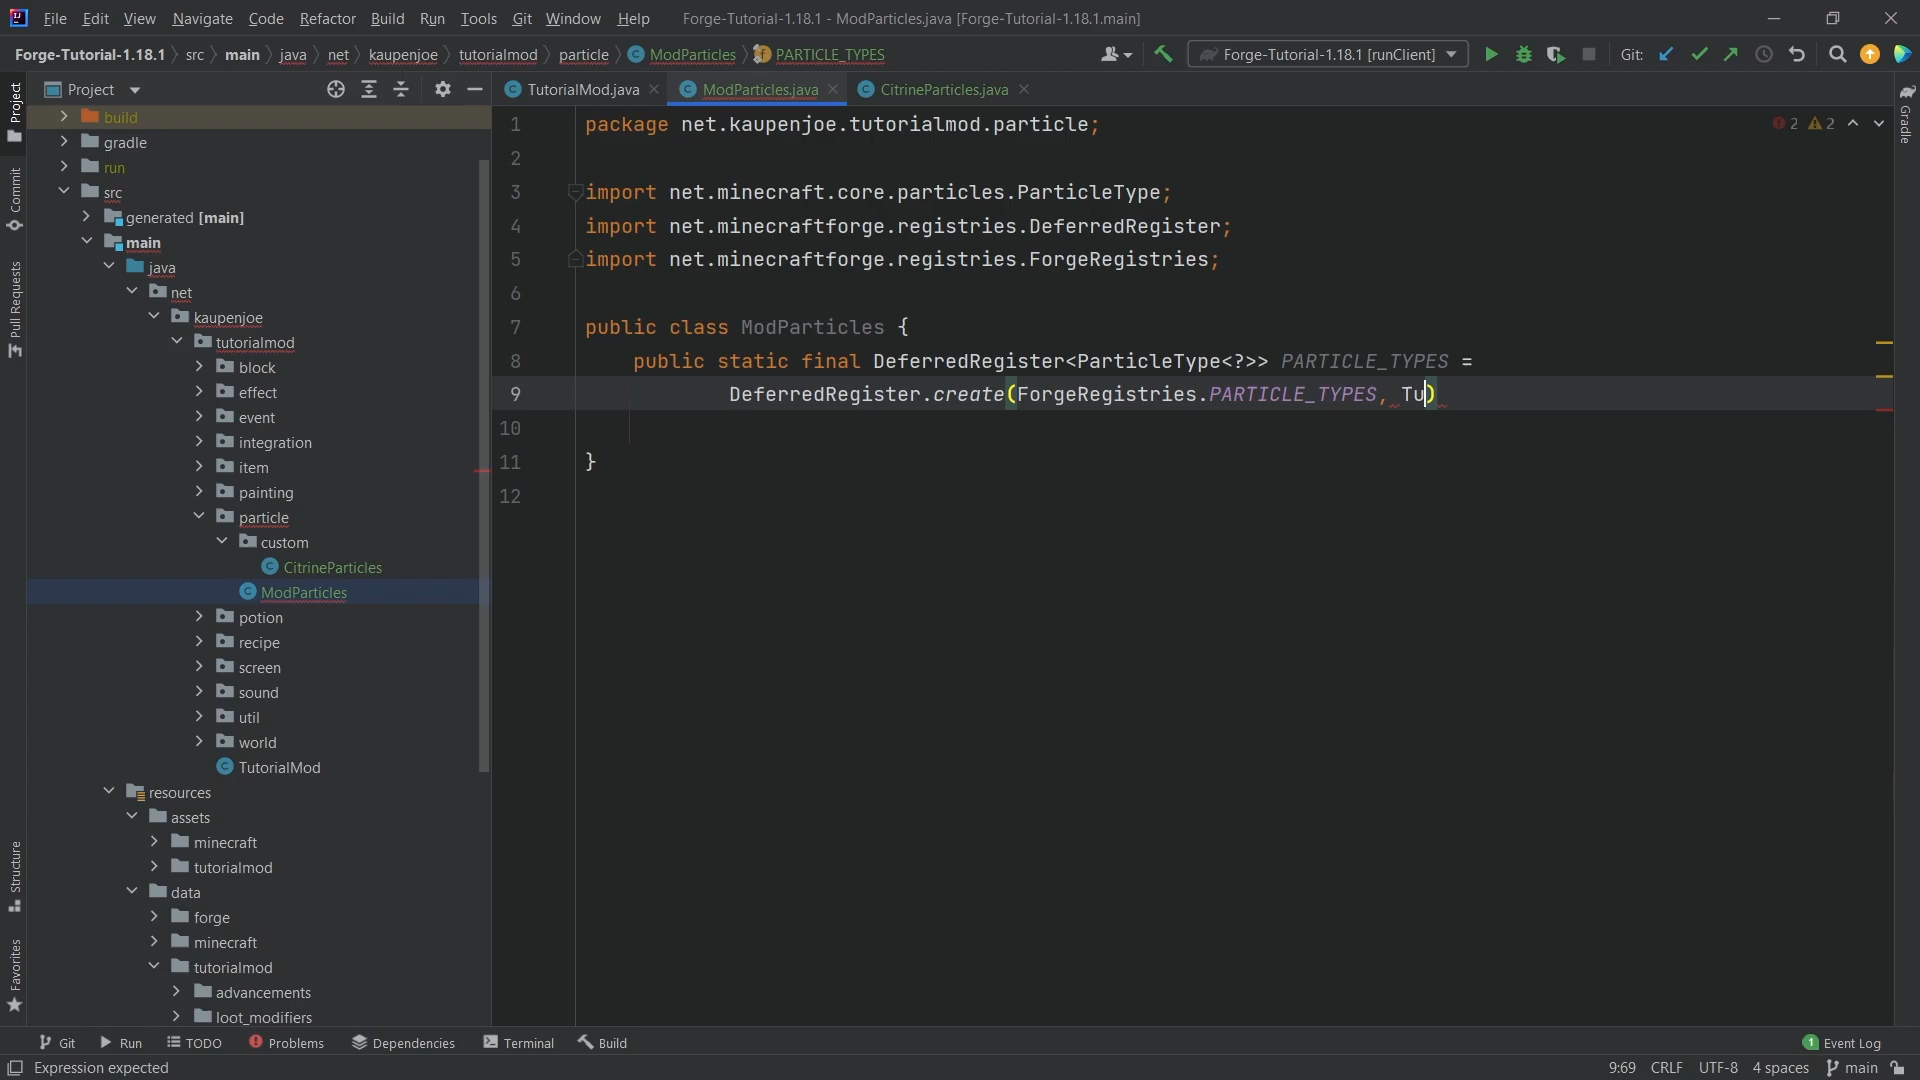 File Edit View Navigate Code Refactor Build Run Tools Git Window Help Forge-Tutorial-1.18.1 - ModParticles.java [Forge-Tutorial-1.18.1.main]
Forge-Tutorial-1.18.1 src main java net kaupenjoe tutorialmod particle ModParticles PARTICLE_TYPES Forge-Tutorial-1.18.1 [runClient] Git:
Project TutorialMod.java ModParticles.java CitrineParticles.java
Project
Commit
Pull Requests
Structure
Favorites
build
gradle
run
src
generated [main]
main
java
net
kaupenjoe
tutorialmod
block
effect
event
integration
item
painting
particle
custom
CitrineParticles
ModParticles
potion
recipe
screen
sound
util
world
TutorialMod
resources
assets
minecraft
tutorialmod
data
forge
minecraft
tutorialmod
advancements
loot_modifiers
1 package net.kaupenjoe.tutorialmod.particle;
2
3 import net.minecraft.core.particles.ParticleType;
4 import net.minecraftforge.registries.DeferredRegister;
5 import net.minecraftforge.registries.ForgeRegistries;
6
7 public class ModParticles {
8 public static final DeferredRegister<ParticleType<?>> PARTICLE_TYPES =
9 DeferredRegister.create(ForgeRegistries.PARTICLE_TYPES, Tu)
10
11 }
12
2 2
Gradle
Git Run TODO Problems Dependencies Terminal Build 1 Event Log
Expression expected 9:69 CRLF UTF-8 4 spaces main